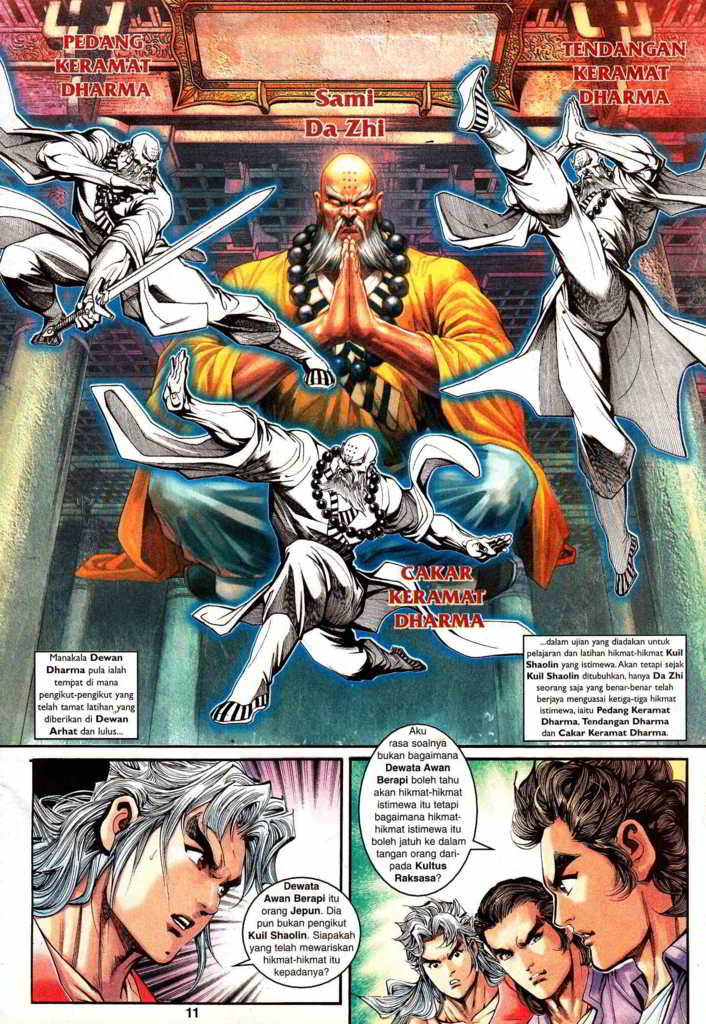 PEDANG
KERAMAT
DHARMA
Sami
Da Zhi
TENDANGAN
KERAMAT
DHARMA
CAKAR
KERAMAT
DHARMA
Manakala Dewan
Dharma pula ialah
tempat di mana
pengikut-pengikut yang
telah tamat latihan yang
diberikan di Dewan
Arhat dan lulus...
...dalam ujian yang diadakan untuk
pelajaran dan latihan hikmat-hikmat Kuil
Shaolin yang istimewa. Akan tetapi sejak
Kuil Shaolin ditubuhkan, hanya Da Zhi
seorang saja yang benar-benar telah
berjaya menguasai ketiga-tiga hikmat
istimewa, iaitu Pedang Keramat
Dharma, Tendangan Dharma
dan Cakar Keramat Dharma.
Dewata
Awan Berapi itu
orang Jepun. Dia
pun bukan pengikut
Kuil Shaolin. Siapakah
yang telah mewariskan
hikmat-hikmat itu
kepadanya?
Aku
rasa soalnya
bukan bagaimana
Dewata Awan
Berapi boleh tahu
akan hikmat-hikmat
istimewa itu tetapi
bagaimana hikmat-
hikmat istimewa itu
boleh jatuh ke dalam
tangan orang dari-
pada Kultus
Raksasa?
11